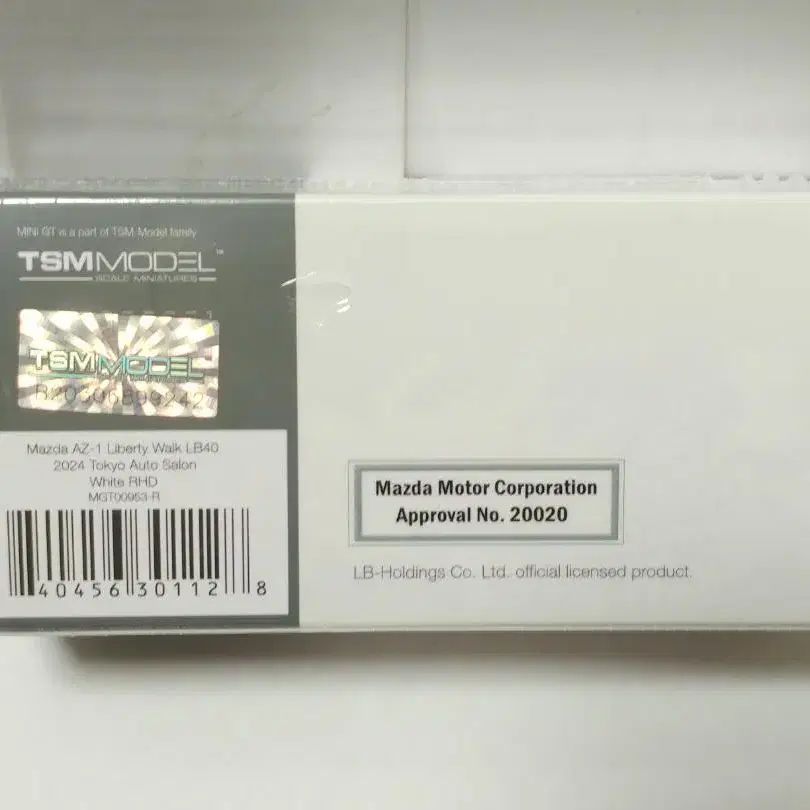 MINI GT is a part of TSM-Model family
TSMMODEL™
SCALE MINIATURES
TSMMODEL
Mazda AZ-1 Liberty Walk LB40
2024 Tokyo Auto Salon
White RHD
MGT00953-R
40456 30112 8
Mazda Motor Corporation
Approval No. 20020
LB-Holdings Co. Ltd. official licensed product.